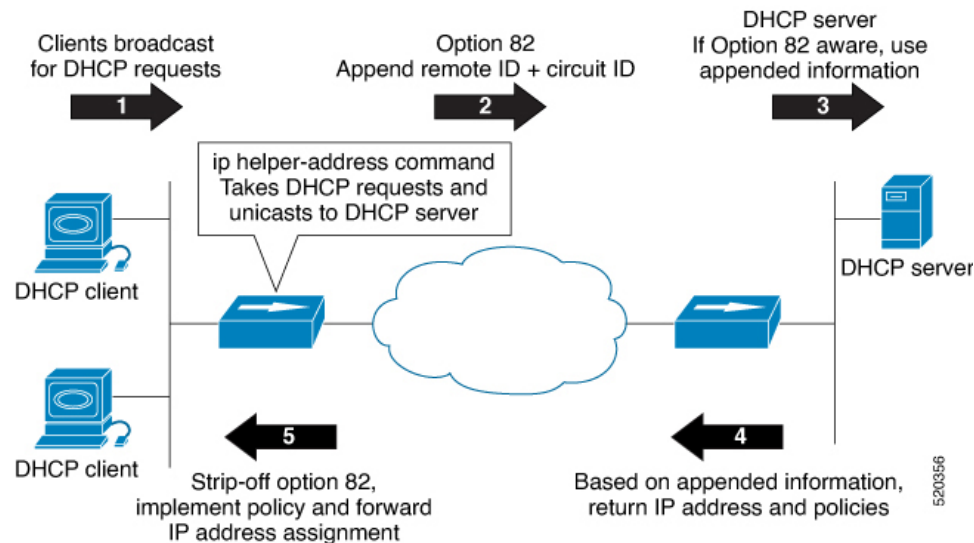 Clients broadcast
for DHCP requests
1
Option 82
Append remote ID + circuit ID
2
DHCP server
If Option 82 aware, use
appended information
3
ip helper-address command
Takes DHCP requests and
unicasts to DHCP server
DHCP client
DHCP server
DHCP client
5
Strip-off option 82,
implement policy and forward
IP address assignment
4
Based on appended information,
return IP address and policies
520356